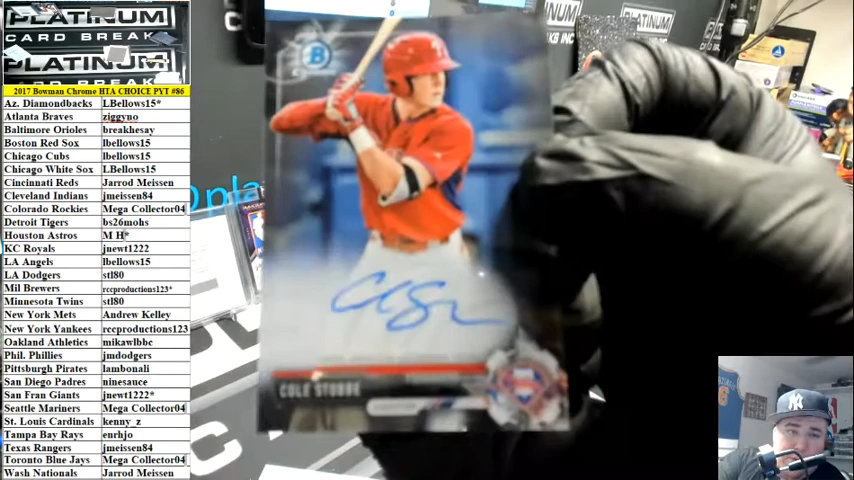 PLATINUM
CARD BREAK
PLATINUM
CARD BREAK
2017 Bowman Chrome HTA CHOICE PYT #86
Az. Diamondbacks LBellows15*
Atlanta Braves ziggyno
Baltimore Orioles breakhesay
Boston Red Sox lbellows15
Chicago Cubs lbellows15
Chicago White Sox LBellows15
Cincinnati Reds Jarrod Meissen
Cleveland Indians jmeissen84
Colorado Rockies Mega Collector04
Detroit Tigers bs26mohs
Houston Astros M H*
KC Royals jnewt1222
LA Angels lbellows15
LA Dodgers stl80
Mil Brewers rccproductions123*
Minnesota Twins stl80
New York Mets Andrew Kelley
New York Yankees rccproductions123
Oakland Athletics mikawlbbc
Phil. Phillies jmdodgers
Pittsburgh Pirates lambonali
San Diego Padres ninesauce
San Fran Giants jnewt1222*
Seattle Mariners Mega Collector04
St. Louis Cardinals kenny_z
Tampa Bay Rays enrhjo
Texas Rangers jmeissen84
Toronto Blue Jays Mega Collector04
Wash Nationals Jarrod Meissen
B
COLE STOBBE
PLATINUM